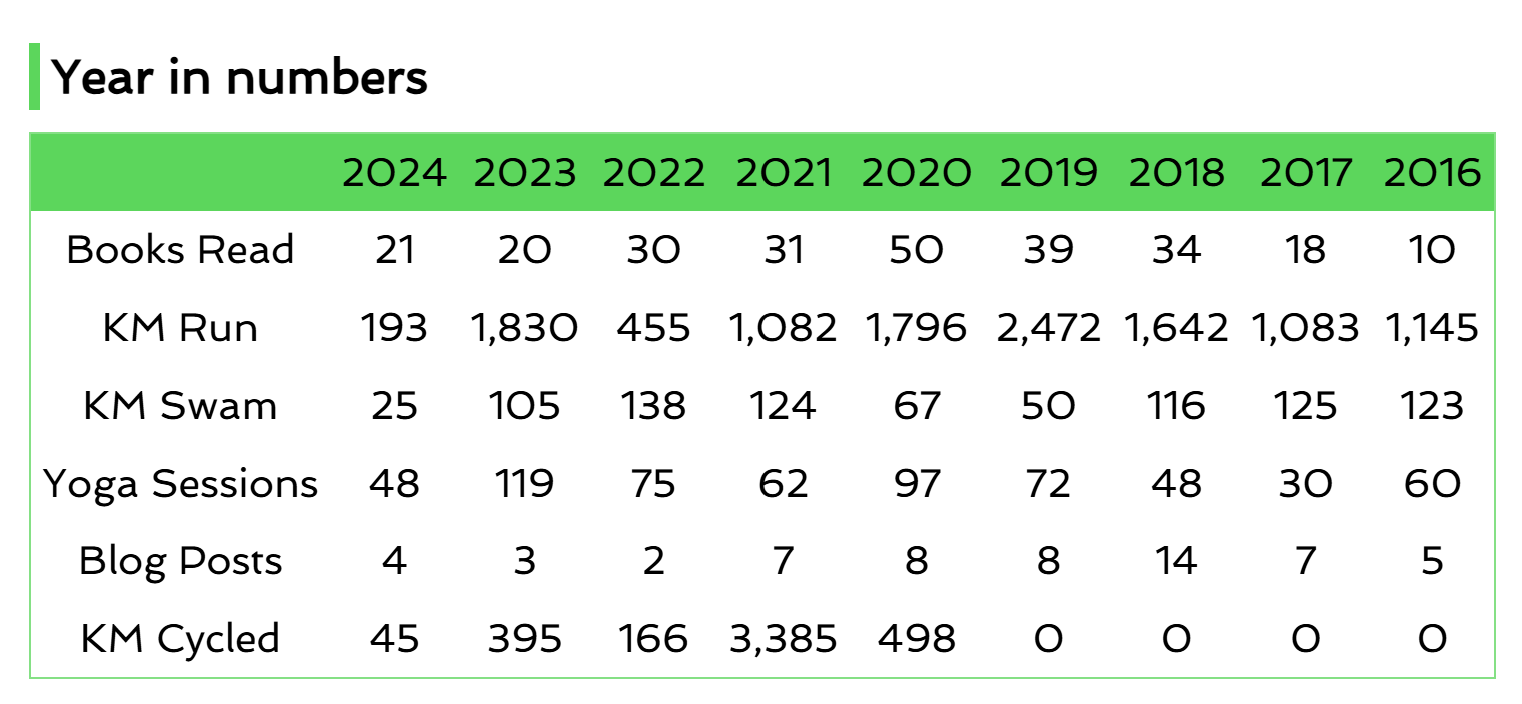 Year in numbers
2024 2023 2022 2021 2020 2019 2018 2017 2016
Books Read 21 20 30 31 50 39 34 18 10
KM Run 193 1,830 455 1,082 1,796 2,472 1,642 1,083 1,145
KM Swam 25 105 138 124 67 50 116 125 123
Yoga Sessions 48 119 75 62 97 72 48 30 60
Blog Posts 4 3 2 7 8 8 14 7 5
KM Cycled 45 395 166 3,385 498 0 0 0 0